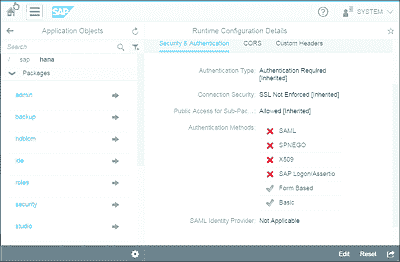 SAP
SYSTEM
Application Objects
Runtime Configuration Details
Search
/ sap hana
Packages
admin
backup
ide
roles
security
studio
Security & Authentication
CORS
Custom Headers
Authentication Type: Authentication Required
[Inherited]
Connection Security: SSL Not Enforced [Inherited]
Public Access for Sub-Pac... Allowed [Inherited]
Authentication Methods:
SAML
SPNEGO
X509
SAP Logon/Assertio
Form Based
Basic
SAML Identity Provider: Not Applicable
Edit Reset